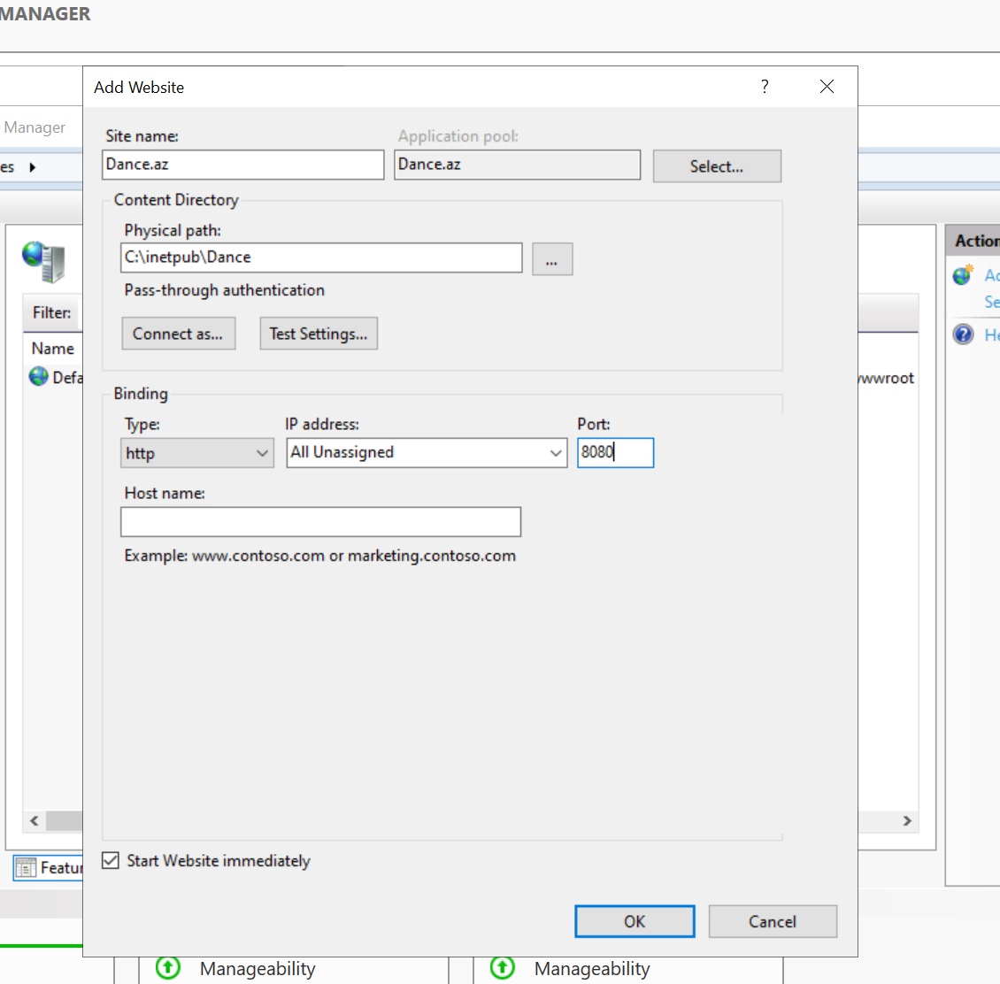 MANAGER
Add Website
?
Manager
Site name:
Application pool:
es
Dance.az
Dance.az
Select...
Content Directory
Physical path:
C:\inetpub\Dance
...
Pass-through authentication
Connect as...
Test Settings...
Filter:
Name
Defa
wwwroot
Action
Ad
Se
He
Binding
Type:
IP address:
Port:
http
All Unassigned
8080
Host name:
Example: www.contoso.com or marketing.contoso.com
Featur
Start Website immediately
OK
Cancel
Manageability
Manageability